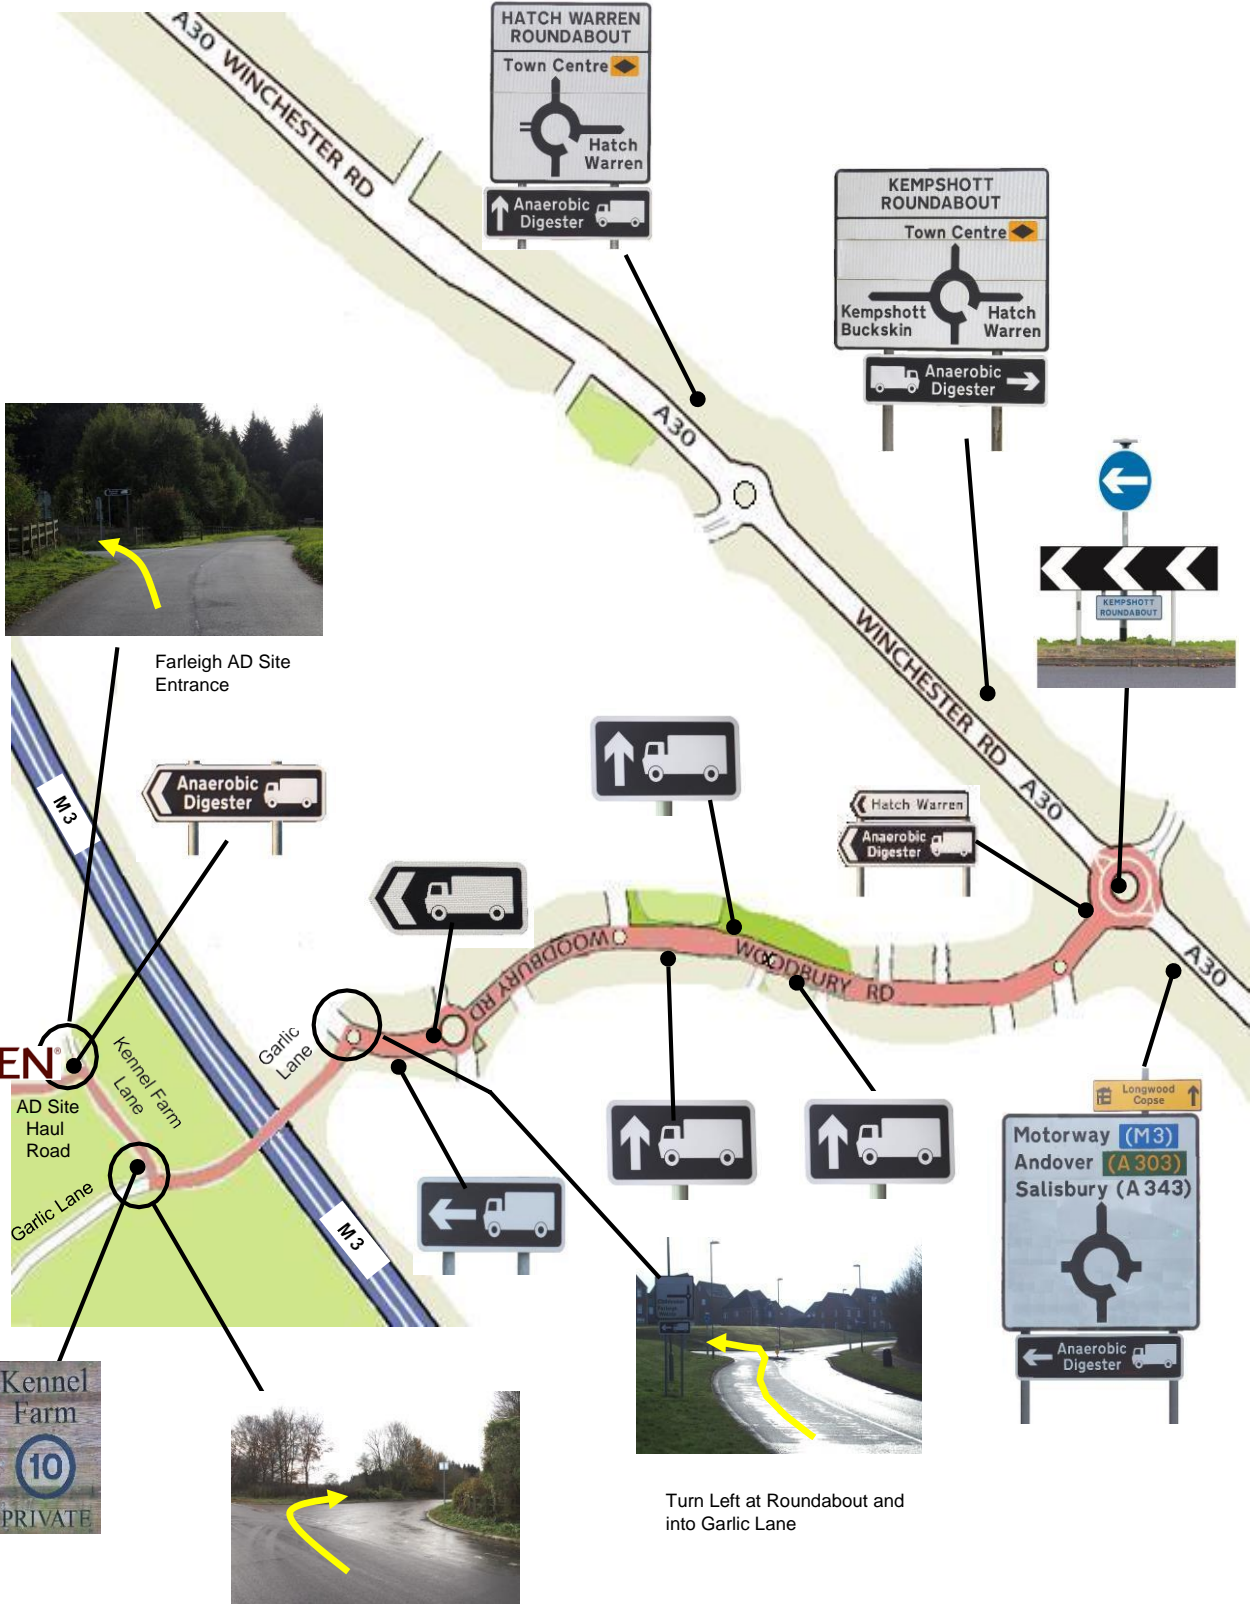 HATCH WARREN
ROUNDABOUT
Town Centre
Hatch
Warren
Anaerobic
Digester
A30 WINCHESTER RD
KEMPSHOTT
ROUNDABOUT
Town Centre
Kempshott
Buckskin
Hatch
Warren
Anaerobic
Digester
A30
KEMPSHOTT
ROUNDABOUT
WINCHESTER RD A30
Farleigh AD Site
Entrance
M3
Anaerobic
Digester
Hatch Warren
Anaerobic
Digester
WOODBURY RD
WOODBURY RD
A30
Garlic
Lane
Kennel Farm
Lane
EN®
AD Site
Haul
Road
Garlic Lane
M3
Longwood
Copse
Motorway (M3)
Andover (A303)
Salisbury (A343)
Anaerobic
Digester
Kennel
Farm
10
PRIVATE
Turn Left at Roundabout and
into Garlic Lane